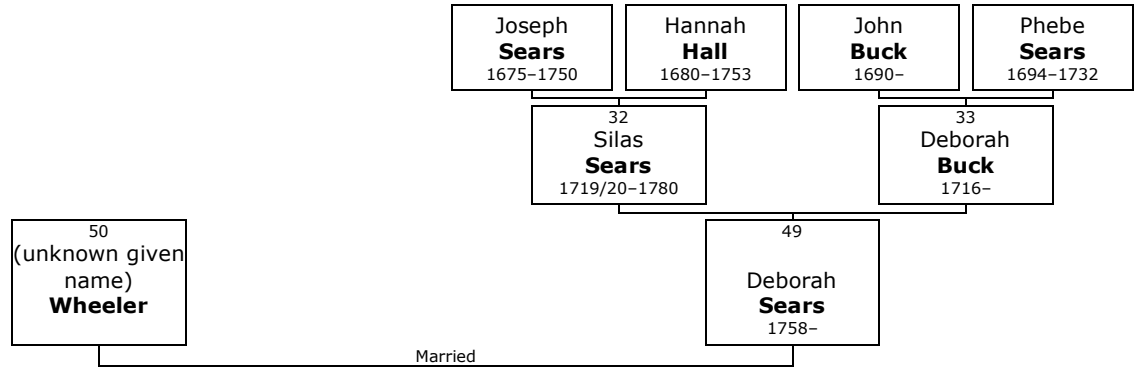 Joseph
Sears
1675–1750
Hannah
Hall
1680–1753
John
Buck
1690–
Phebe
Sears
1694–1732
32
Silas
Sears
1719/20–1780
33
Deborah
Buck
1716–
50
(unknown given
name)
Wheeler
49
Deborah
Sears
1758–
Married